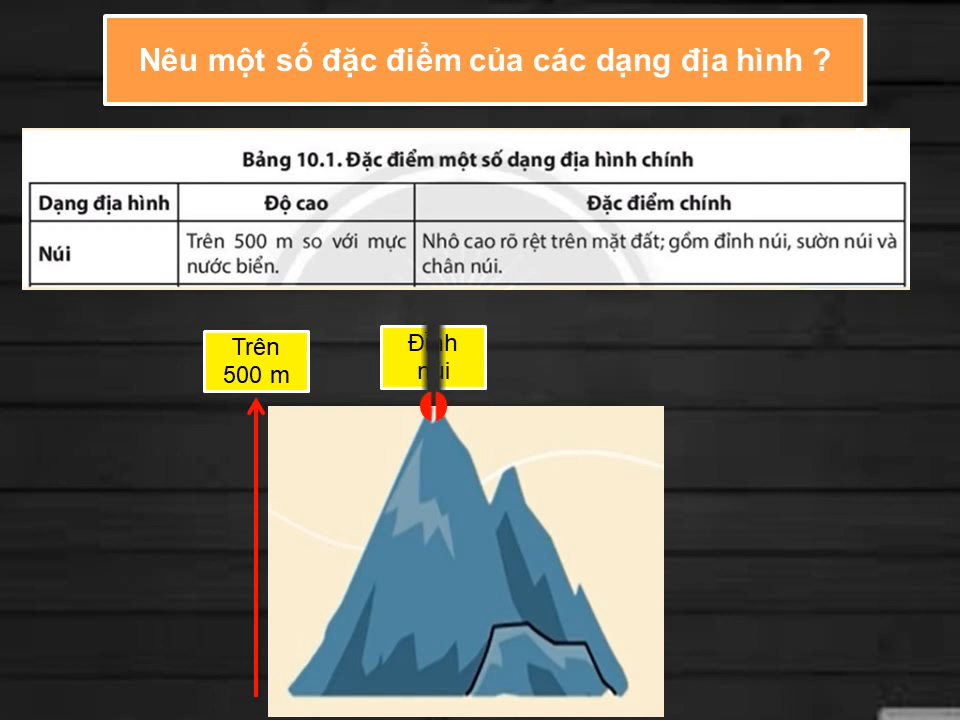 Nêu một số đặc điểm của các dạng địa hình ?
Bảng 10.1. Đặc điểm một số dạng địa hình chính
Dạng địa hình Độ cao Đặc điểm chính
Núi
Trên 500 m so với mực
nước biển.
Nhô cao rõ rệt trên mặt đất; gồm đỉnh núi, sườn núi và
chân núi.
Trên
500 m
Đỉnh
núi